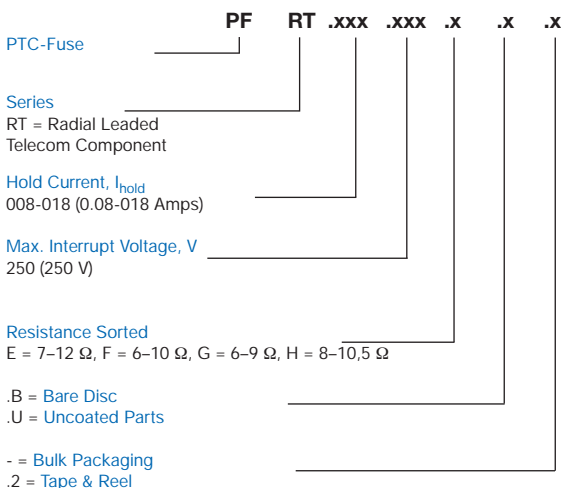 PF RT .xxx .xxx .x .x .x
PTC-Fuse
Series
RT = Radial Leaded
Telecom Component
Hold Current, Ihold
008-018 (0.08-018 Amps)
Max. Interrupt Voltage, V
250 (250 V)
Resistance Sorted
E = 7–12 Ω, F = 6–10 Ω, G = 6–9 Ω, H = 8–10,5 Ω
.B = Bare Disc
.U = Uncoated Parts
- = Bulk Packaging
.2 = Tape & Reel